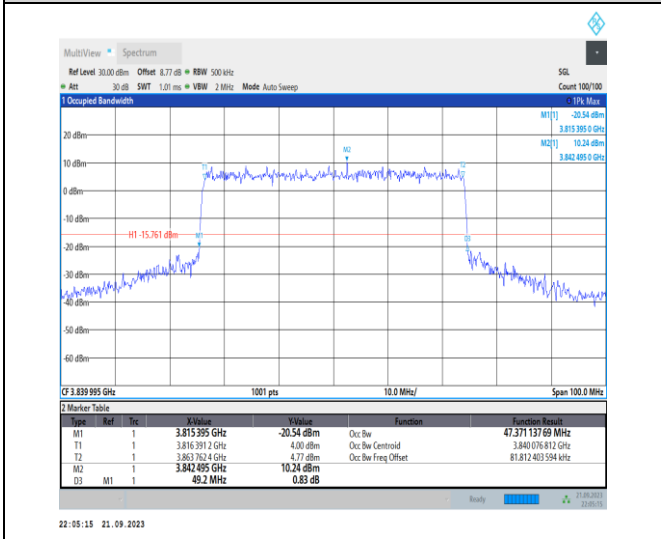 MultiView Spectrum
Ref Level 30.00 dBm Offset 8.77 dB RBW 500 kHz SGL
Att 30 dB SWT 1.01 ms VBW 2 MHz Mode Auto Sweep Count 100/100
1 Occupied Bandwidth 1Pk Max
M1[1] -20.54 dBm
3.815 395 0 GHz
M2[1] 10.24 dBm
3.842 495 0 GHz
20 dBm
M2
10 dBm
T1
0 dBm
-10 dBm
H1 -15.761 dBm
M1
D3
-20 dBm
-30 dBm
-40 dBm
-50 dBm
-60 dBm
CF 3.839 995 GHz 1001 pts 10.0 MHz/ Span 100.0 MHz
2 Marker Table
Type Ref Trc X-Value Y-Value Function Function Result
M1 1 3.815 395 GHz -20.54 dBm Occ Bw 47.371 137 69 MHz
T1 1 3.816 391 2 GHz 4.00 dBm Occ Bw Centroid 3.840 076 812 GHz
T2 1 3.863 762 4 GHz 4.77 dBm Occ Bw Freq Offset 81.812 403 594 kHz
M2 1 3.842 495 GHz 10.24 dBm
D3 M1 1 49.2 MHz 0.83 dB
Ready 21.09.2023
22:05:15
22:05:15 21.09.2023